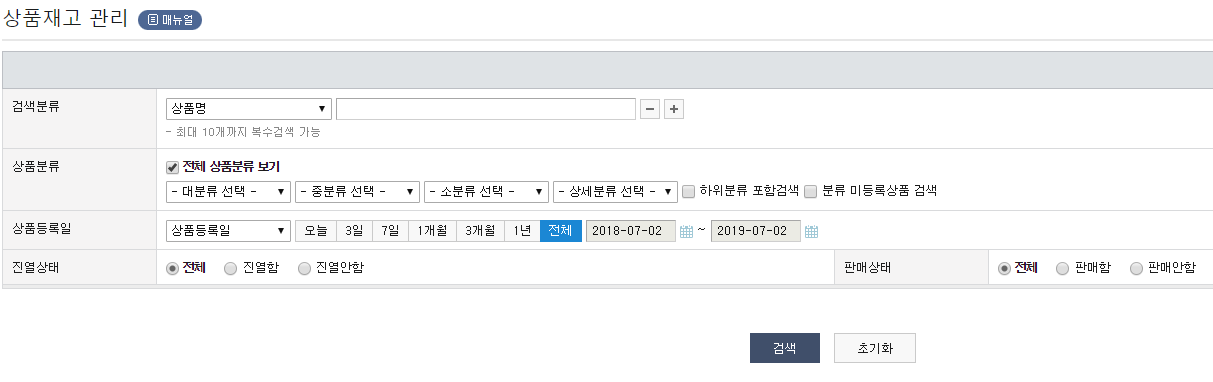 상품재고 관리 매뉴얼
검색분류 상품명 - +
- 최대 10개까지 복수검색 가능
상품분류 전체 상품분류 보기
- 대분류 선택 - - 중분류 선택 - - 소분류 선택 - - 상세분류 선택 - 하위분류 포함검색 분류 미등록상품 검색
상품등록일 상품등록일 오늘 3일 7일 1개월 3개월 1년 전체 2018-07-02 ~ 2019-07-02
진열상태 전체 진열함 진열안함 판매상태 전체 판매함 판매안함
검색 초기화